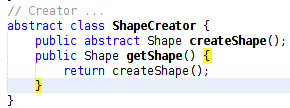 // Creator ...
abstract class ShapeCreator {
    public abstract Shape createShape();
    public Shape getShape() {
        return createShape();
    }
}